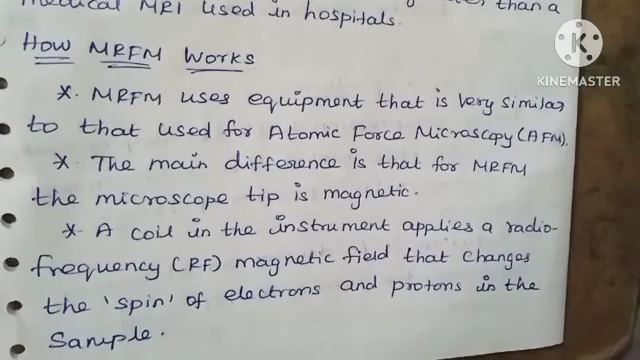 medical MRI used in hospitals.
than a
K
KINEMASTER
How MRFM Works
*. MRFM uses equipment that is very similar
to that used for Atomic Force Microscopy (AFM).
*. The main difference is that for MRFM
the microscope tip is magnetic.
*. A coil in the instrument applies a radio-
frequency (RF) magnetic field that changes
the 'spin' of electrons and protons in the
Sample.